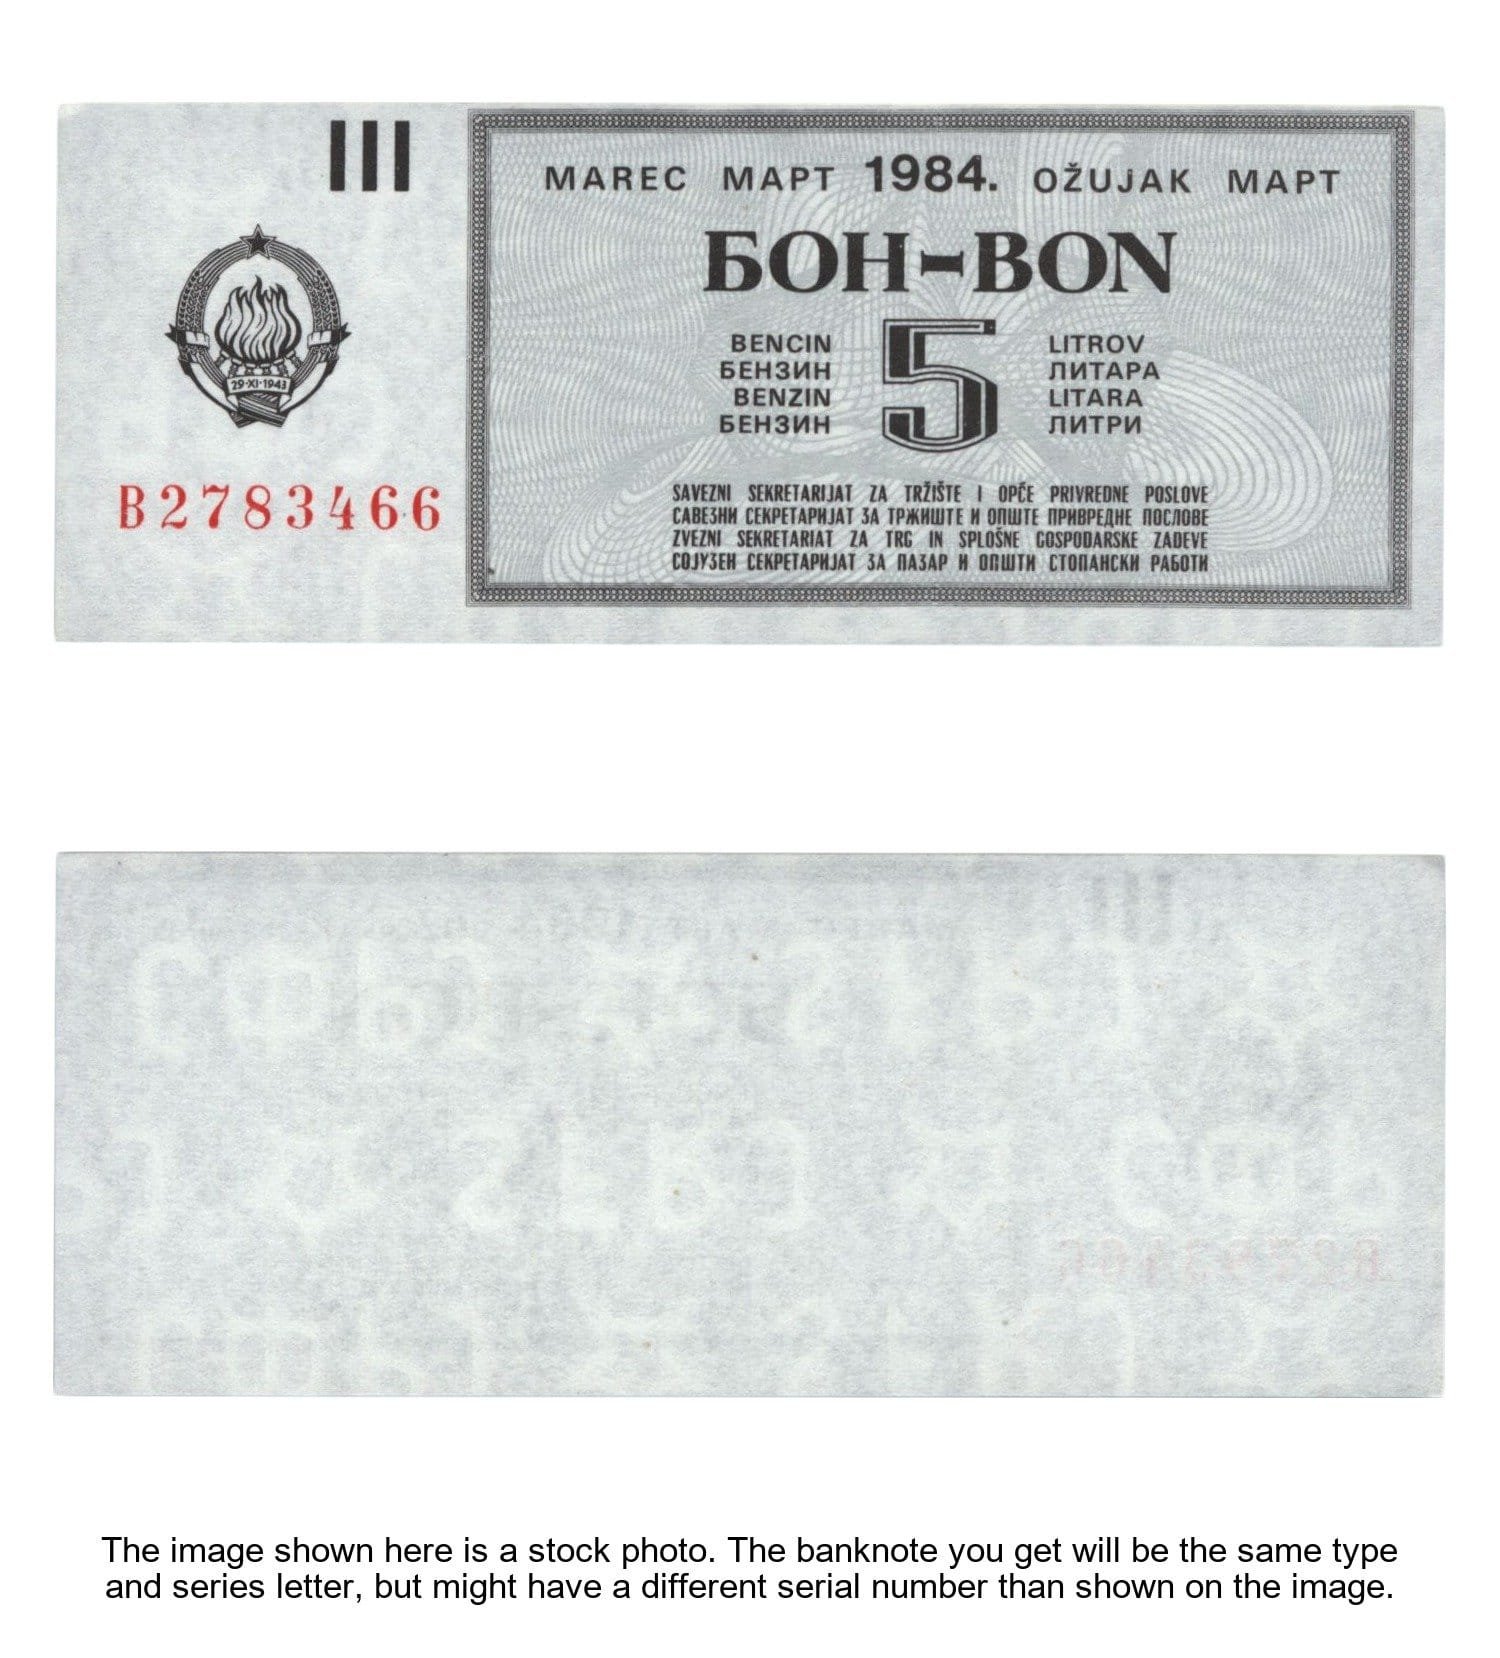 III
MAREC МАРТ 1984. OŽUJAK МАРТ
БОН-BON
29·XI·1943
BENCIN 5 LITROV
БЕНЗИН ЛИТАРА
BENZIN LITARA
БЕНЗИН ЛИТРИ
B2783466
SAVEZNI SEKRETARIJAT ZA TRŽIŠTE I OPĆE PRIVREDNE POSLOVE
САВЕЗНИ СЕКРЕТАРИЈАТ ЗА ТРЖИШТЕ И ОПШТЕ ПРИВРЕДНЕ ПОСЛОВЕ
ZVEZNI SEKRETARIAT ZA TRG IN SPLOŠNE GOSPODARSKE ZADEVE
СОЈУЗЕН СЕКРЕТАРИЈАТ ЗА ПАЗАР И ОПШТИ СТОПАНСКИ РАБОТИ
The image shown here is a stock photo. The banknote you get will be the same type
and series letter, but might have a different serial number than shown on the image.